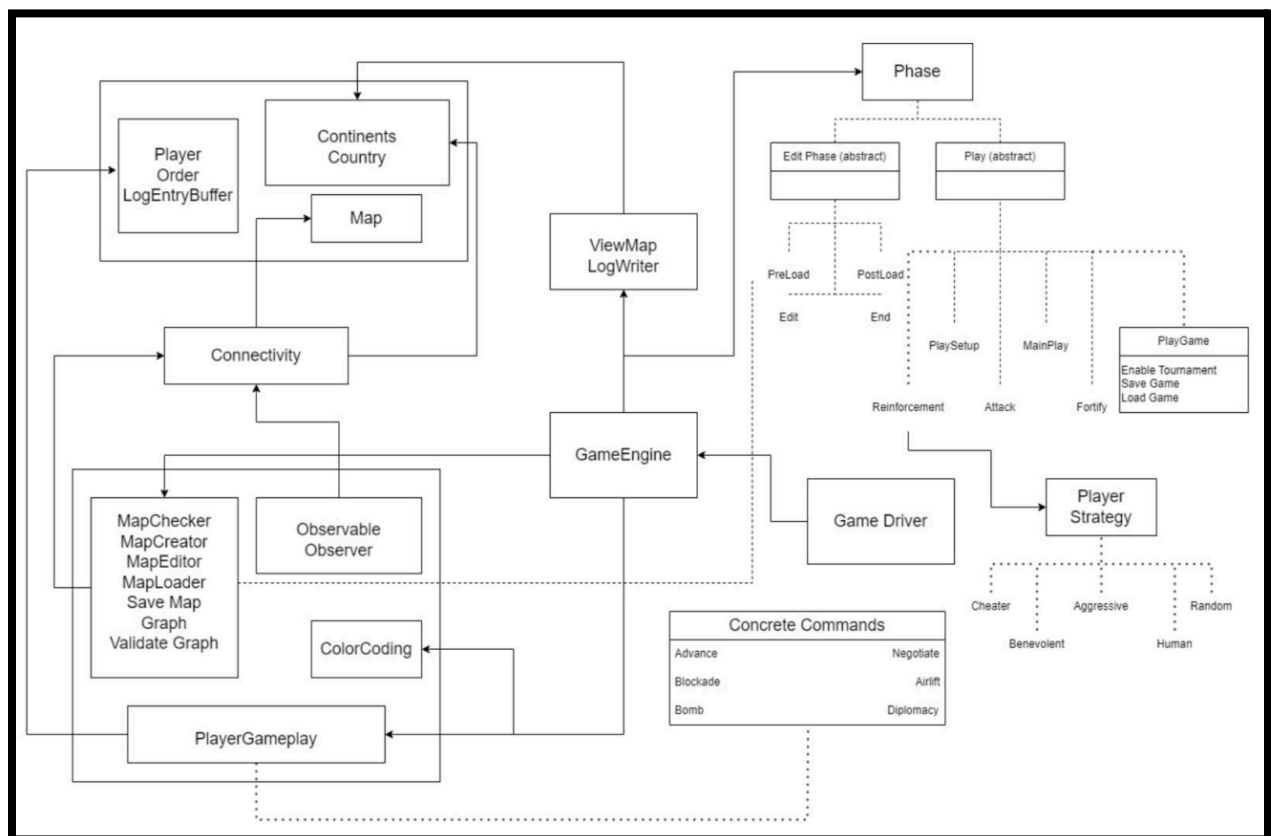 Phase
Continents
Country
Player
Order
LogEntryBuffer
Edit Phase (abstract)
Play (abstract)
Map
ViewMap
LogWriter
PreLoad
PostLoad
Edit
End
Connectivity
PlaySetup
MainPlay
PlayGame
Enable Tournament
Save Game
Load Game
Reinforcement
Attack
Fortify
GameEngine
Game Driver
Player
Strategy
MapChecker
MapCreator
MapEditor
MapLoader
Save Map
Graph
Validate Graph
Observable
Observer
Cheater
Aggressive
Random
Benevolent
Human
ColorCoding
Concrete Commands
Advance
Negotiate
Blockade
Airlift
Bomb
Diplomacy
PlayerGameplay